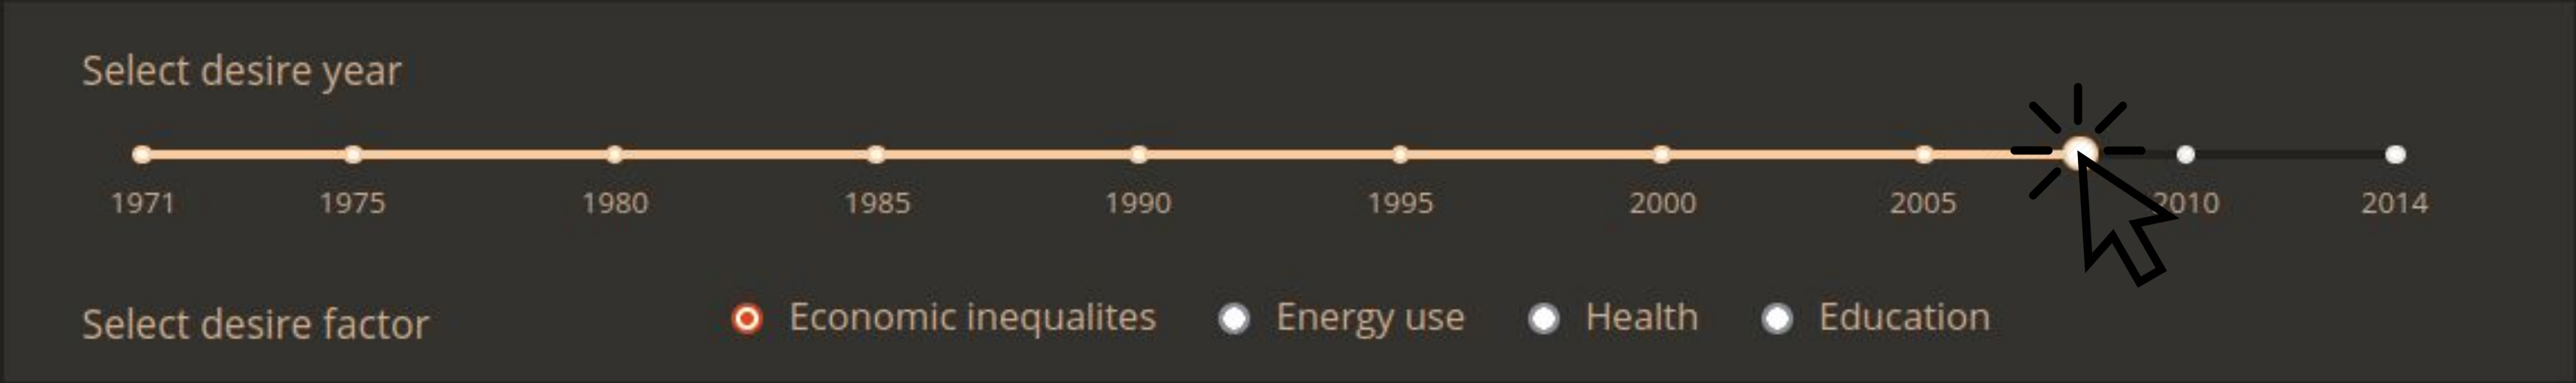 Select desire year
1971 1975 1980 1985 1990 1995 2000 2005 2010 2014
Select desire factor Economic inequalites Energy use Health Education